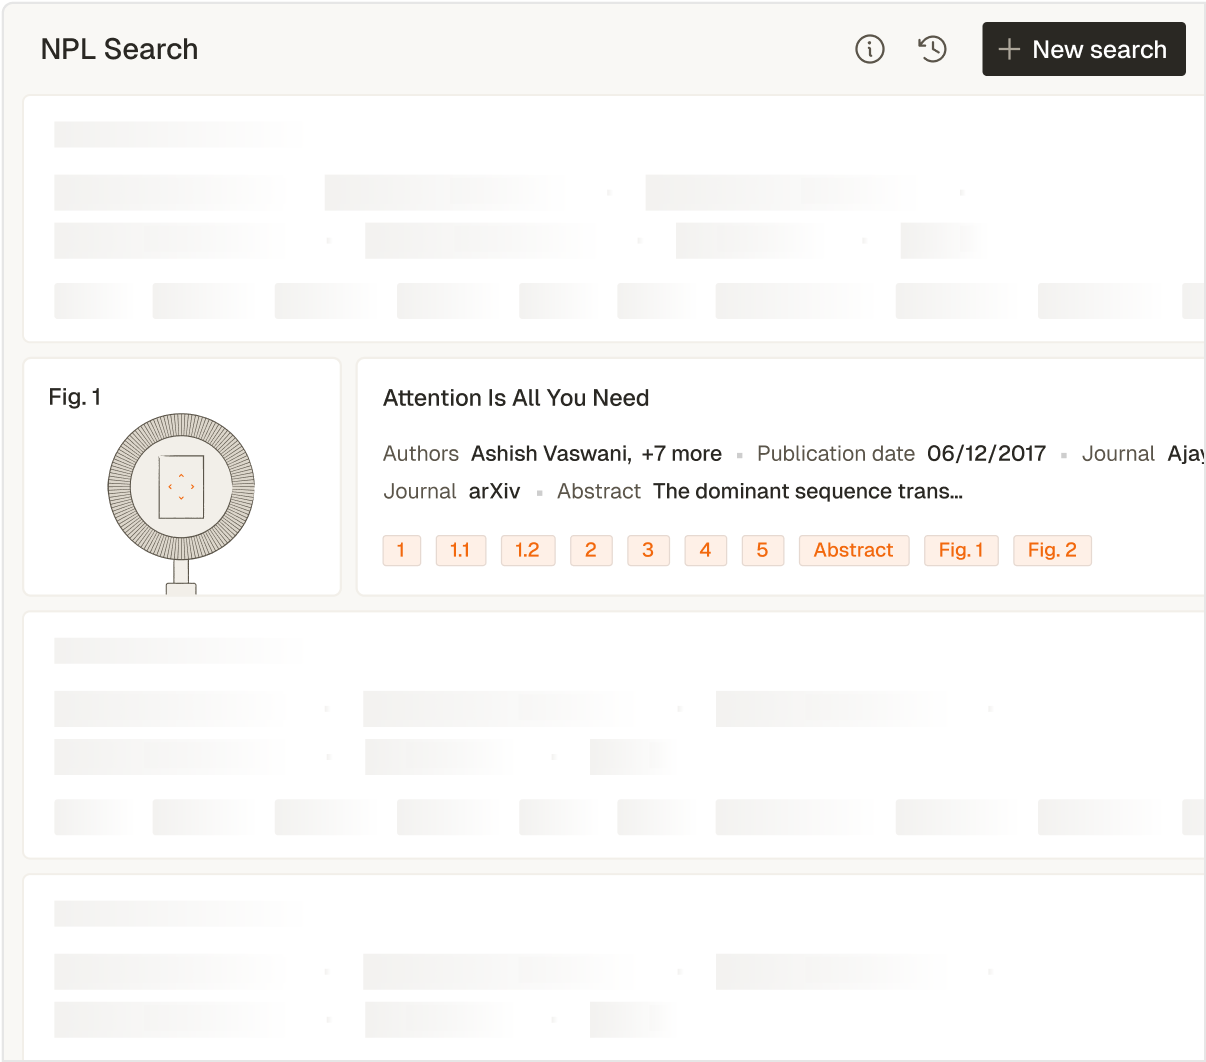 NPL Search
New search
Fig. 1
Attention Is All You Need
Authors Ashish Vaswani, +7 more Publication date 06/12/2017 Journal
Journal arXiv Abstract The dominant sequence trans...
1 1.1 1.2 2 3 4 5 Abstract Fig. 1 Fig. 2